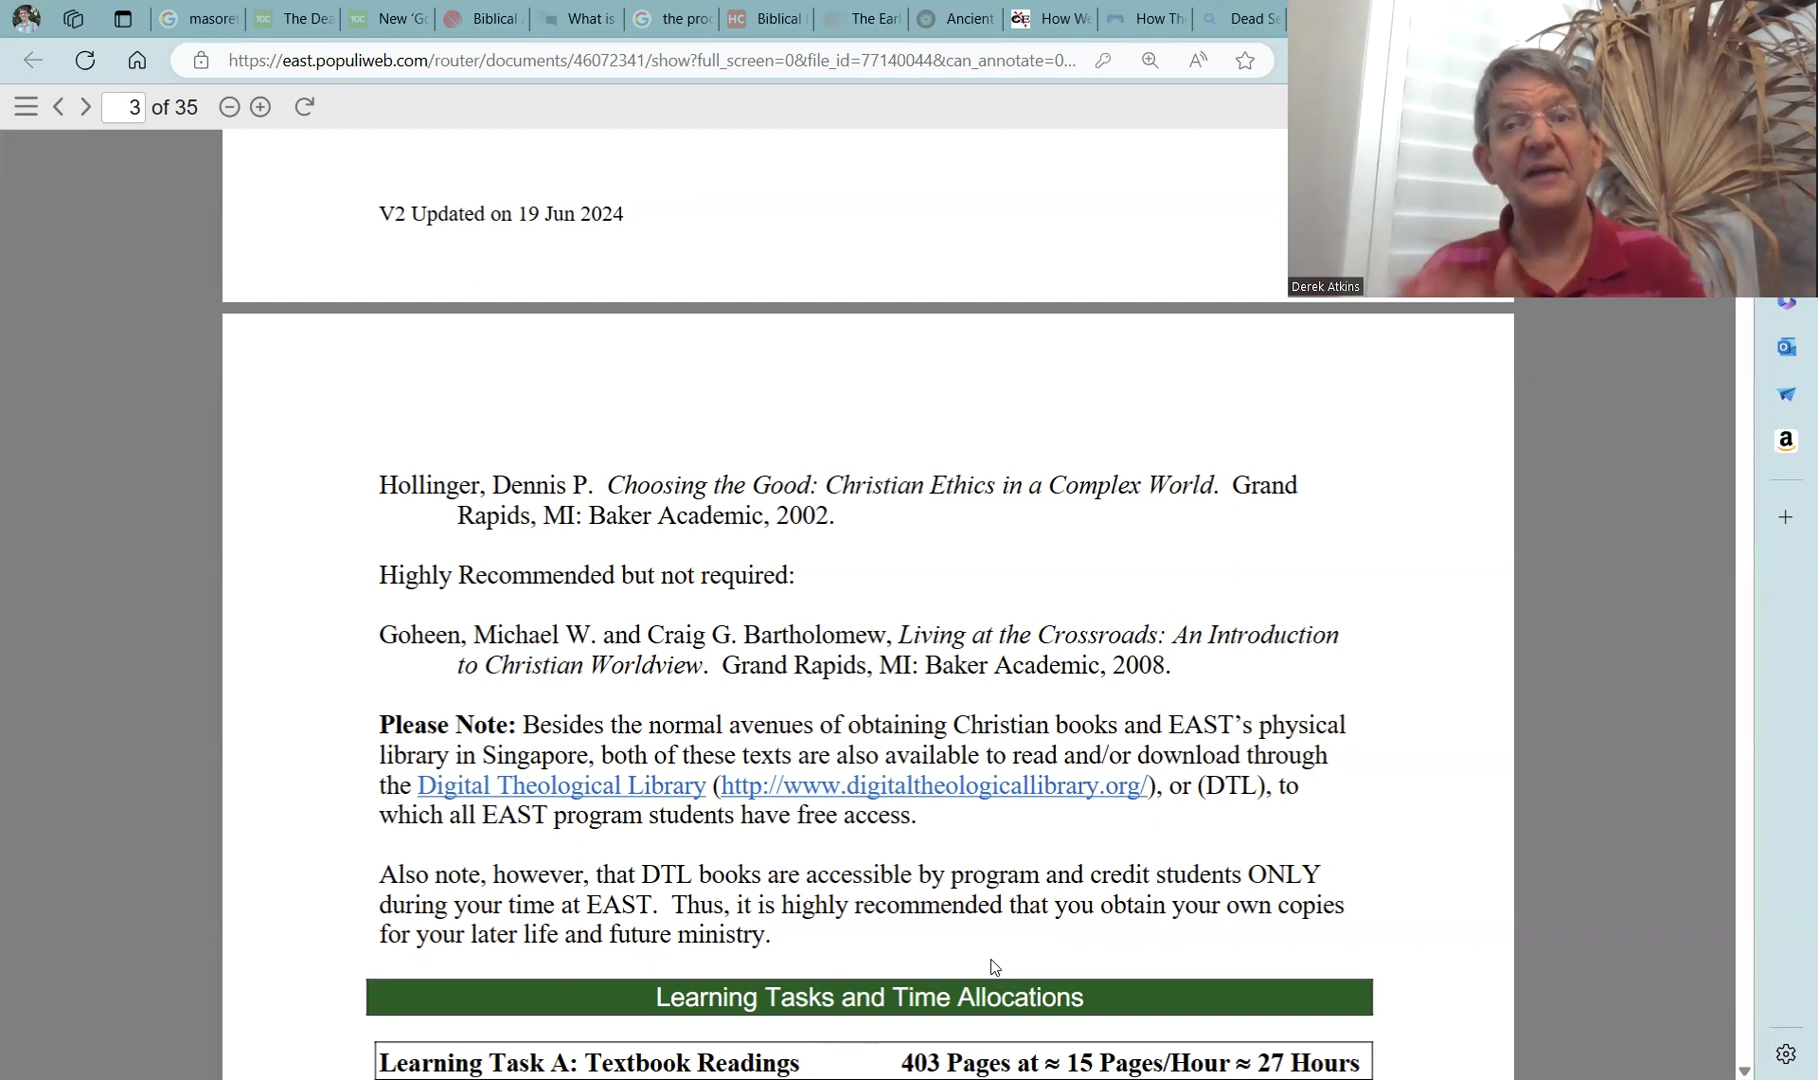 masoret
The Dea
New 'Go
Biblical
What is
the proc
Biblical
The Earl
Ancient
How We
How Th
Dead Se
https://east.populiweb.com/router/documents/46072341/show?full_screen=0&file_id=77140044&can_annotate=0...
3 of 35
Derek Atkins
V2 Updated on 19 Jun 2024
Hollinger, Dennis P. Choosing the Good: Christian Ethics in a Complex World. Grand
Rapids, MI: Baker Academic, 2002.
Highly Recommended but not required:
Goheen, Michael W. and Craig G. Bartholomew, Living at the Crossroads: An Introduction
to Christian Worldview. Grand Rapids, MI: Baker Academic, 2008.
Please Note: Besides the normal avenues of obtaining Christian books and EAST’s physical
library in Singapore, both of these texts are also available to read and/or download through
the Digital Theological Library (http://www.digitaltheologicallibrary.org/), or (DTL), to
which all EAST program students have free access.
Also note, however, that DTL books are accessible by program and credit students ONLY
during your time at EAST. Thus, it is highly recommended that you obtain your own copies
for your later life and future ministry.
Learning Tasks and Time Allocations
Learning Task A: Textbook Readings 403 Pages at ≈ 15 Pages/Hour ≈ 27 Hours